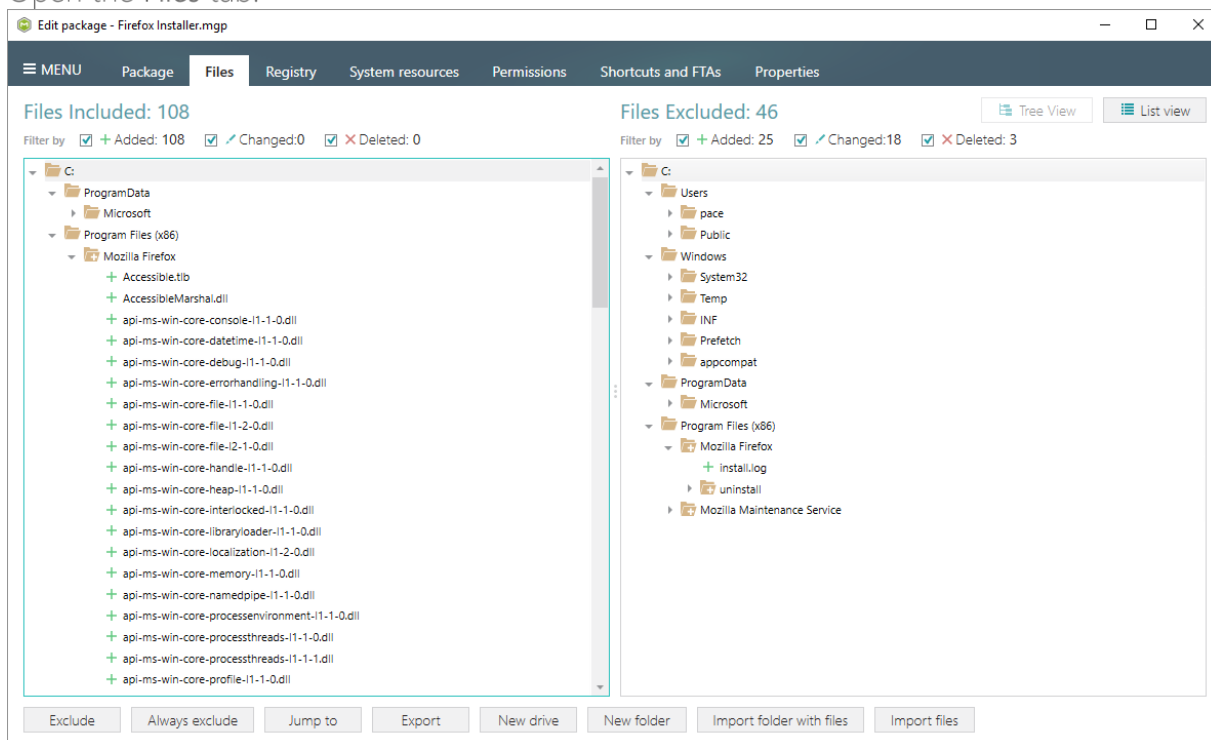 Open the Files tab.
Edit package - Firefox Installer.mgp
MENU Package Files Registry System resources Permissions Shortcuts and FTAs Properties
Files Included: 108
Filter by + Added: 108 Changed:0 Deleted: 0
C:
ProgramData
Microsoft
Program Files (x86)
Mozilla Firefox
+ Accessible.tlb
+ AccessibleMarshal.dll
+ api-ms-win-core-console-l1-1-0.dll
+ api-ms-win-core-datetime-l1-1-0.dll
+ api-ms-win-core-debug-l1-1-0.dll
+ api-ms-win-core-errorhandling-l1-1-0.dll
+ api-ms-win-core-file-l1-1-0.dll
+ api-ms-win-core-file-l1-2-0.dll
+ api-ms-win-core-file-l2-1-0.dll
+ api-ms-win-core-handle-l1-1-0.dll
+ api-ms-win-core-heap-l1-1-0.dll
+ api-ms-win-core-interlocked-l1-1-0.dll
+ api-ms-win-core-libraryloader-l1-1-0.dll
+ api-ms-win-core-localization-l1-2-0.dll
+ api-ms-win-core-memory-l1-1-0.dll
+ api-ms-win-core-namedpipe-l1-1-0.dll
+ api-ms-win-core-processenvironment-l1-1-0.dll
+ api-ms-win-core-processthreads-l1-1-0.dll
+ api-ms-win-core-processthreads-l1-1-1.dll
+ api-ms-win-core-profile-l1-1-0.dll
Files Excluded: 46
Tree View List view
Filter by + Added: 25 Changed:18 Deleted: 3
C:
Users
pace
Public
Windows
System32
Temp
INF
Prefetch
appcompat
ProgramData
Microsoft
Program Files (x86)
Mozilla Firefox
+ install.log
uninstall
Mozilla Maintenance Service
Exclude Always exclude Jump to Export New drive New folder Import folder with files Import files